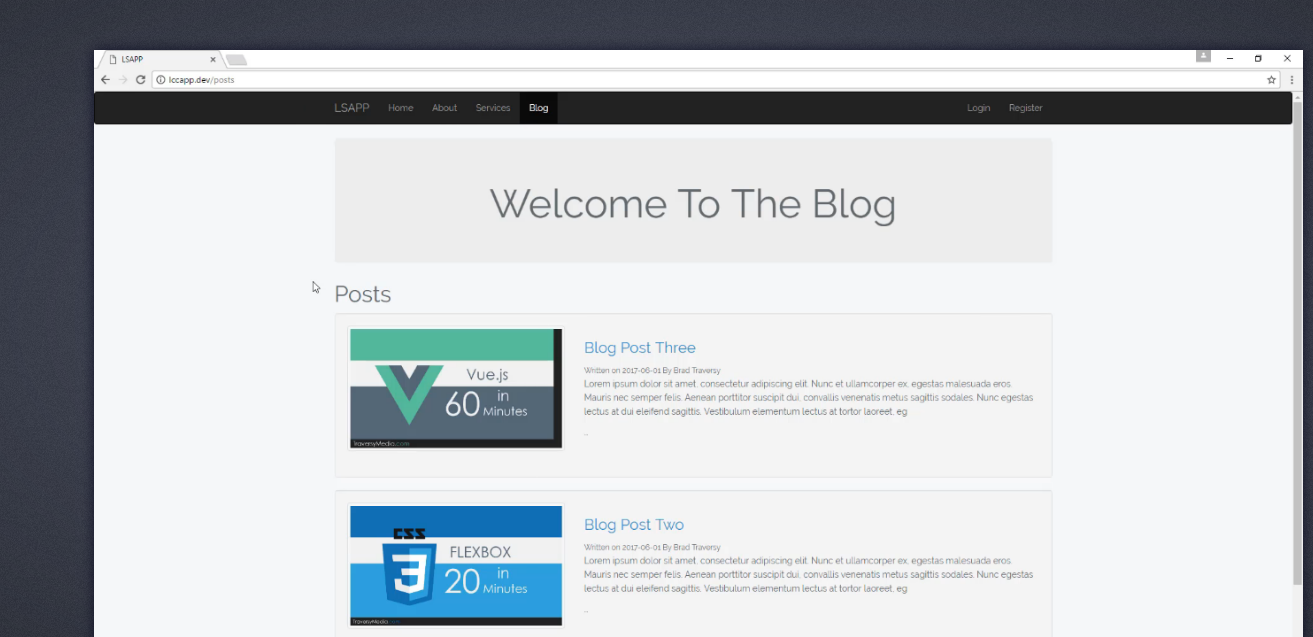 LSAPP
lccapp.dev/posts
LSAPP Home About Services Blog Login Register
Welcome To The Blog
Posts
Vue.js
60 in Minutes
TraversyMedia.com
Blog Post Three
Written on 2017-06-01 By Brad Traversy
Lorem ipsum dolor sit amet, consectetur adipiscing elit. Nunc et ullamcorper ex, egestas malesuada eros.
Mauris nec semper felis. Aenean porttitor suscipit dui, convallis venenatis metus sagittis sodales. Nunc egestas
lectus at dui eleifend sagittis. Vestibulum elementum lectus at tortor laoreet, eg
...
CSS
3
FLEXBOX
20 in Minutes
TraversyMedia.com
Blog Post Two
Written on 2017-06-01 By Brad Traversy
Lorem ipsum dolor sit amet, consectetur adipiscing elit. Nunc et ullamcorper ex, egestas malesuada eros.
Mauris nec semper felis. Aenean porttitor suscipit dui, convallis venenatis metus sagittis sodales. Nunc egestas
lectus at dui eleifend sagittis. Vestibulum elementum lectus at tortor laoreet, eg
...